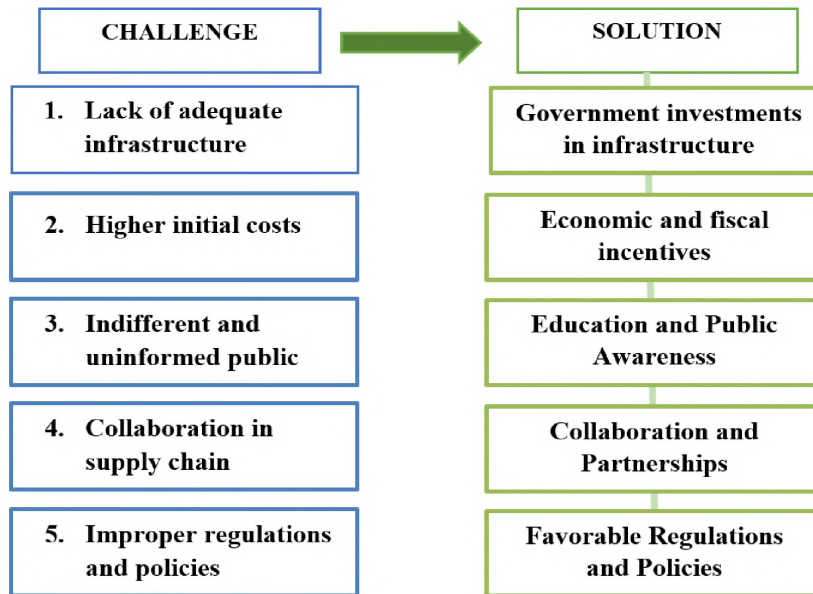 CHALLENGE
SOLUTION
1. Lack of adequate
infrastructure
Government investments
in infrastructure
2. Higher initial costs
Economic and fiscal
incentives
3. Indifferent and
uninformed public
Education and Public
Awareness
4. Collaboration in
supply chain
Collaboration and
Partnerships
5. Improper regulations
and policies
Favorable Regulations
and Policies